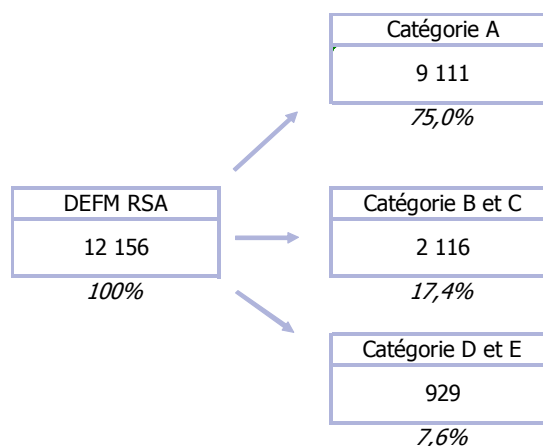 Catégorie A
9 111
75,0%
DEFM RSA
12 156
100%
Catégorie B et C
2 116
17,4%
Catégorie D et E
929
7,6%